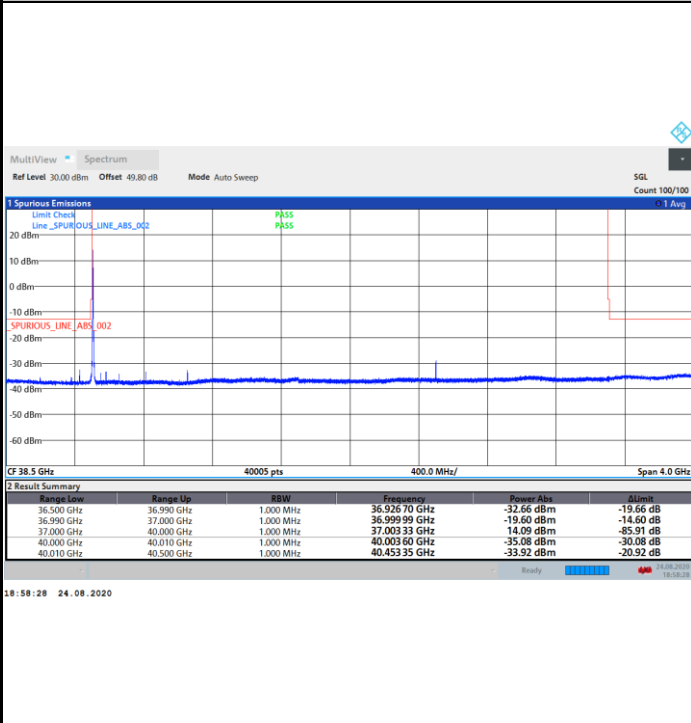 MultiView Spectrum
Ref Level 30.00 dBm Offset 49.80 dB Mode Auto Sweep SGL
Count 100/100
1 Spurious Emissions 1 Avg
Limit Check PASS
Line _SPURIOUS_LINE_ABS_002 PASS
20 dBm
10 dBm
0 dBm
-10 dBm
_SPURIOUS_LINE_ABS_002
-20 dBm
-30 dBm
-40 dBm
-50 dBm
-60 dBm
CF 38.5 GHz 40005 pts 400.0 MHz/ Span 4.0 GHz
2 Result Summary
Range Low Range Up RBW Frequency Power Abs ΔLimit
36.500 GHz 36.990 GHz 1.000 MHz 36.926 70 GHz -32.66 dBm -19.66 dB
36.990 GHz 37.000 GHz 1.000 MHz 36.999 99 GHz -19.60 dBm -14.60 dB
37.000 GHz 40.000 GHz 1.000 MHz 37.003 33 GHz 14.09 dBm -85.91 dB
40.000 GHz 40.010 GHz 1.000 MHz 40.003 60 GHz -35.08 dBm -30.08 dB
40.010 GHz 40.500 GHz 1.000 MHz 40.453 35 GHz -33.92 dBm -20.92 dB
Ready 24.08.2020
18:58:28
18:58:28 24.08.2020